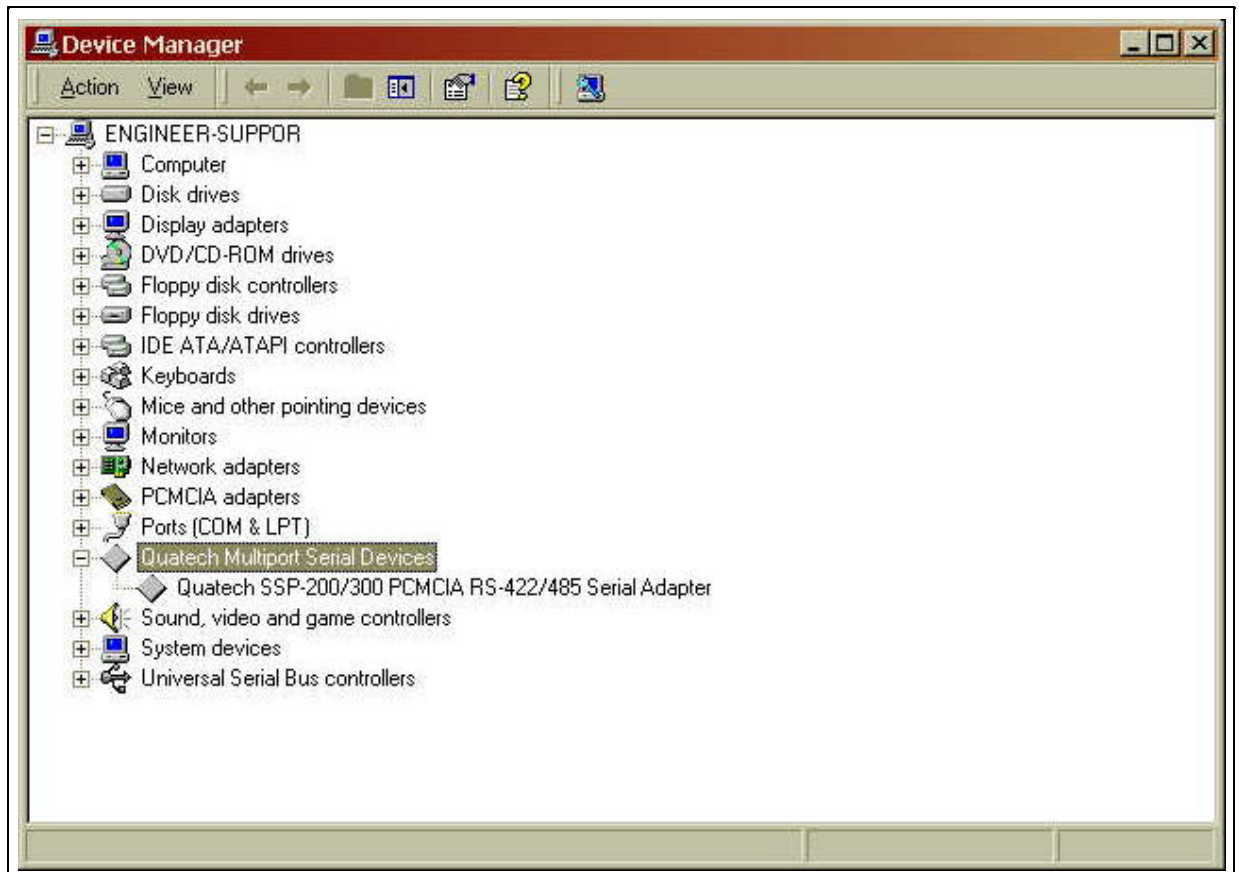 Device Manager
Action View
ENGINEER-SUPPOR
Computer
Disk drives
Display adapters
DVD/CD-ROM drives
Floppy disk controllers
Floppy disk drives
IDE ATA/ATAPI controllers
Keyboards
Mice and other pointing devices
Monitors
Network adapters
PCMCIA adapters
Ports (COM & LPT)
Quatech Multiport Serial Devices
Quatech SSP-200/300 PCMCIA RS-422/485 Serial Adapter
Sound, video and game controllers
System devices
Universal Serial Bus controllers